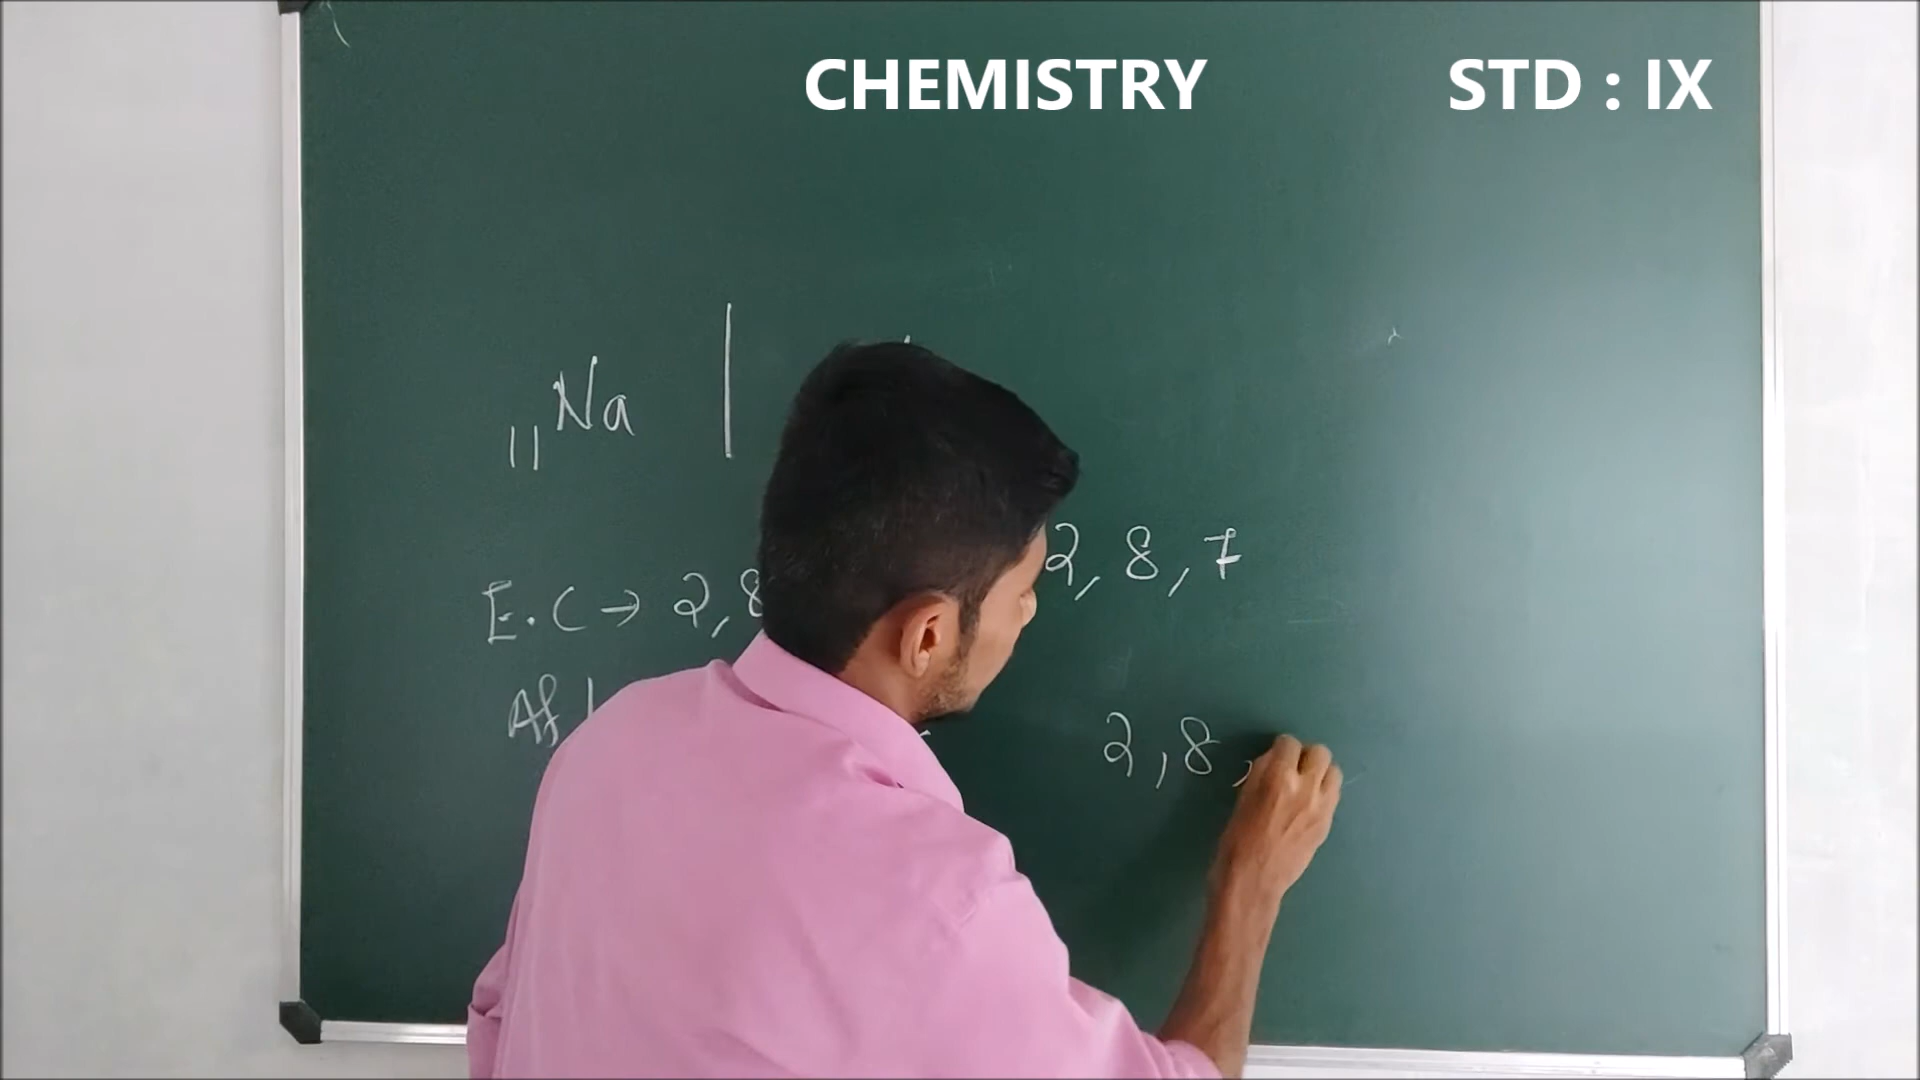 CHEMISTRY STD : IX
11Na
2, 8, 7
E.C → 2, 8
Af
2, 8,